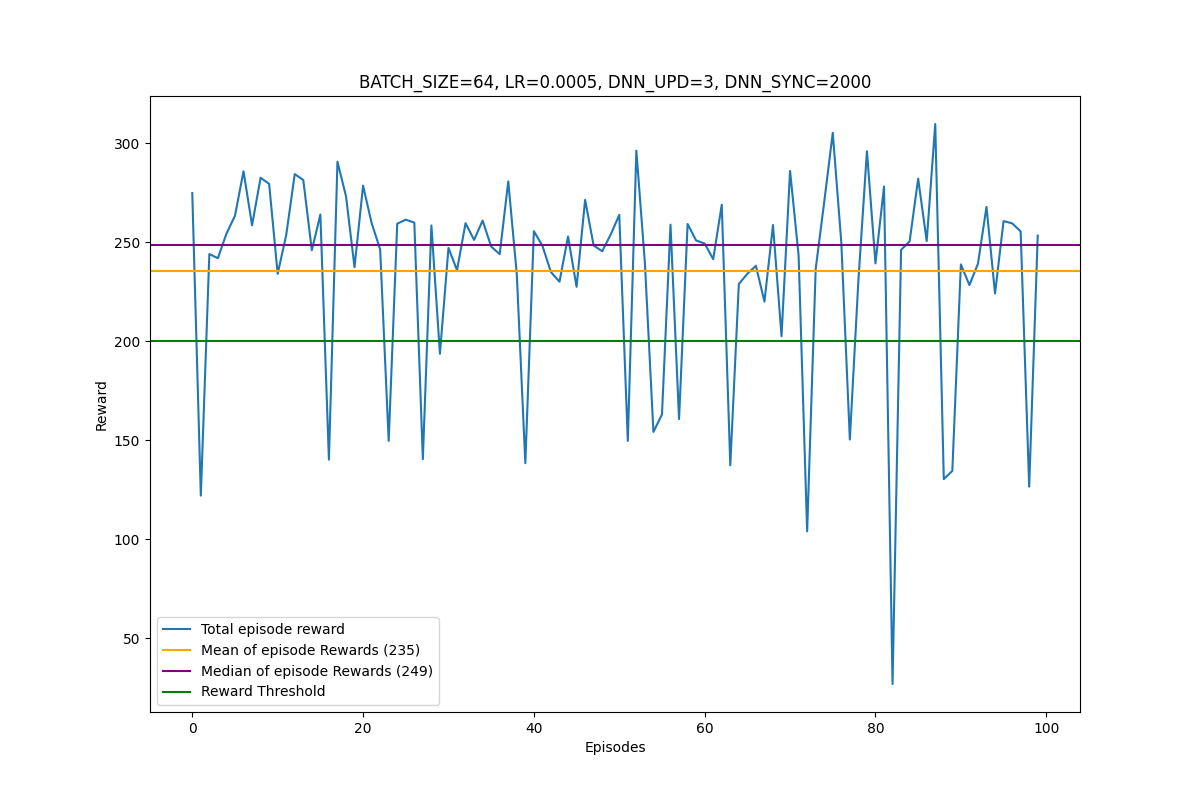 BATCH_SIZE=64, LR=0.0005, DNN_UPD=3, DNN_SYNC=2000
300
250
200
150
100
50
Reward
Total episode reward
Mean of episode Rewards (235)
Median of episode Rewards (249)
Reward Threshold
0 20 40 60 80 100
Episodes